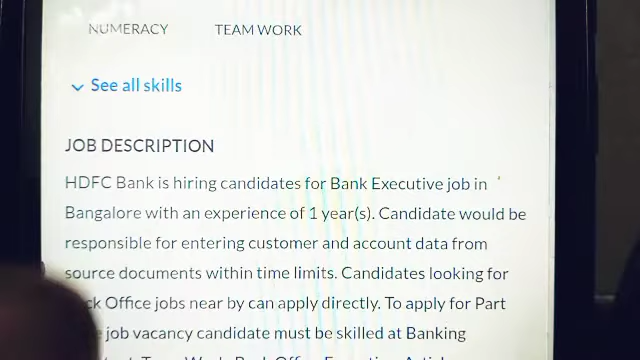 NUMERACY TEAM WORK
See all skills
JOB DESCRIPTION
HDFC Bank is hiring candidates for Bank Executive job in
Bangalore with an experience of 1 year(s). Candidate would be
responsible for entering customer and account data from
source documents within time limits. Candidates looking for
Office jobs near by can apply directly. To apply for Part
job vacancy candidate must be skilled at Banking